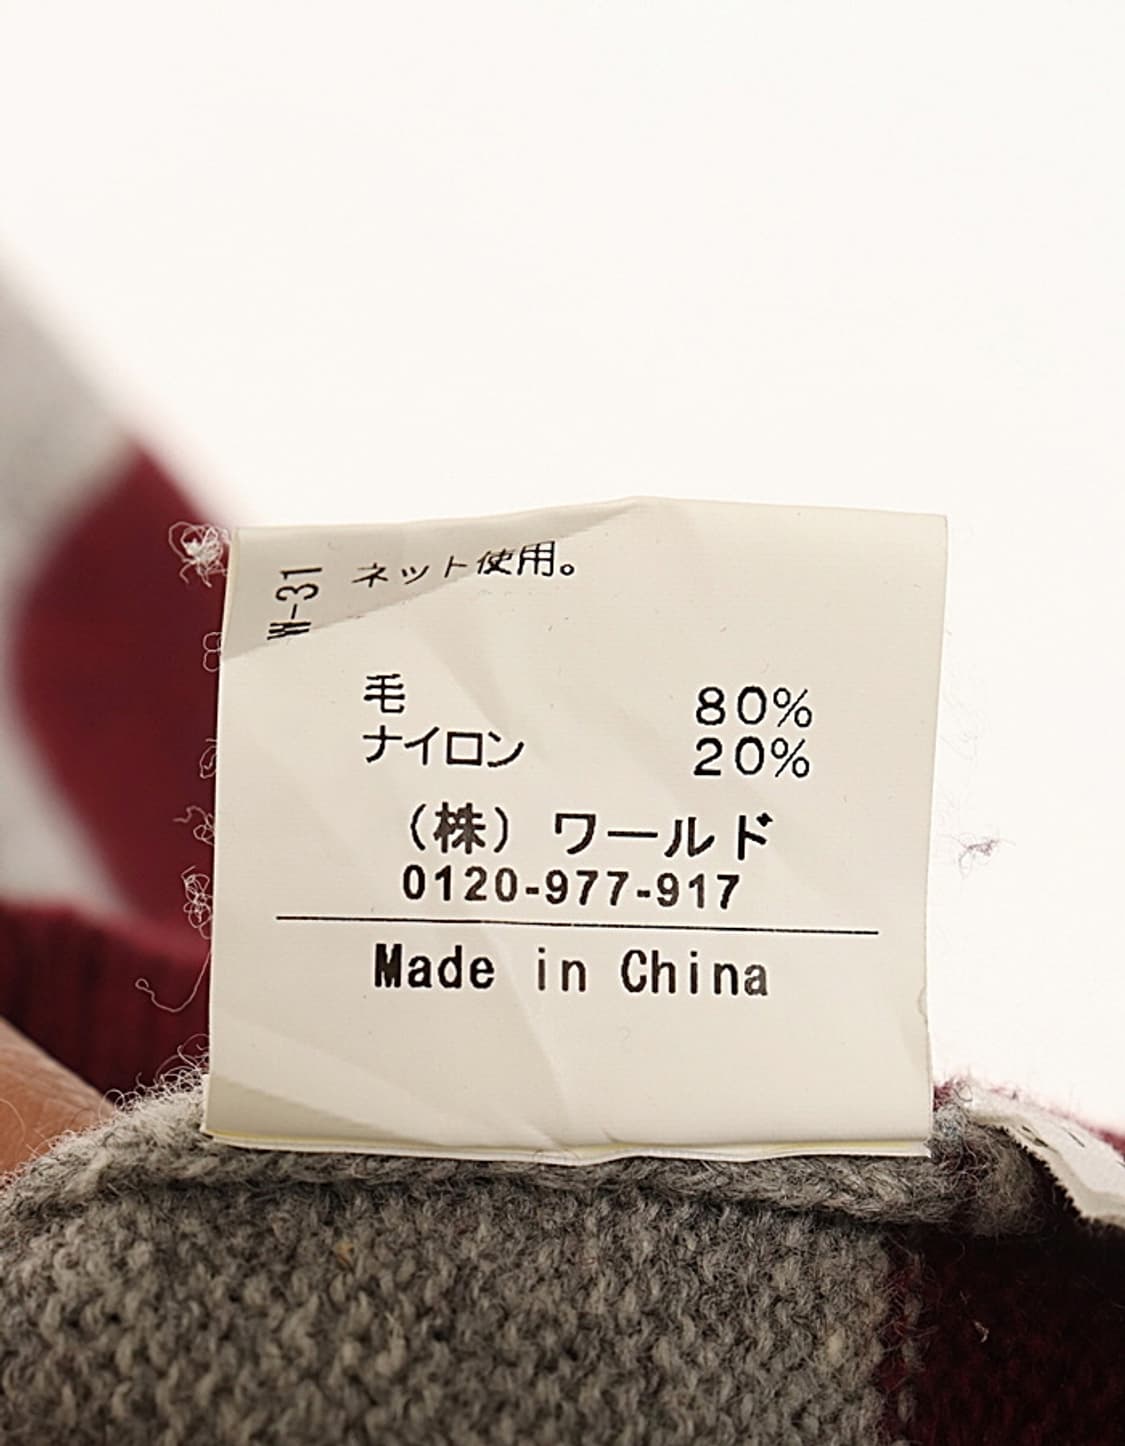 W-31
ネット使用。
毛 80%
ナイロン 20%
(株) ワールド
0120-977-917
Made in China